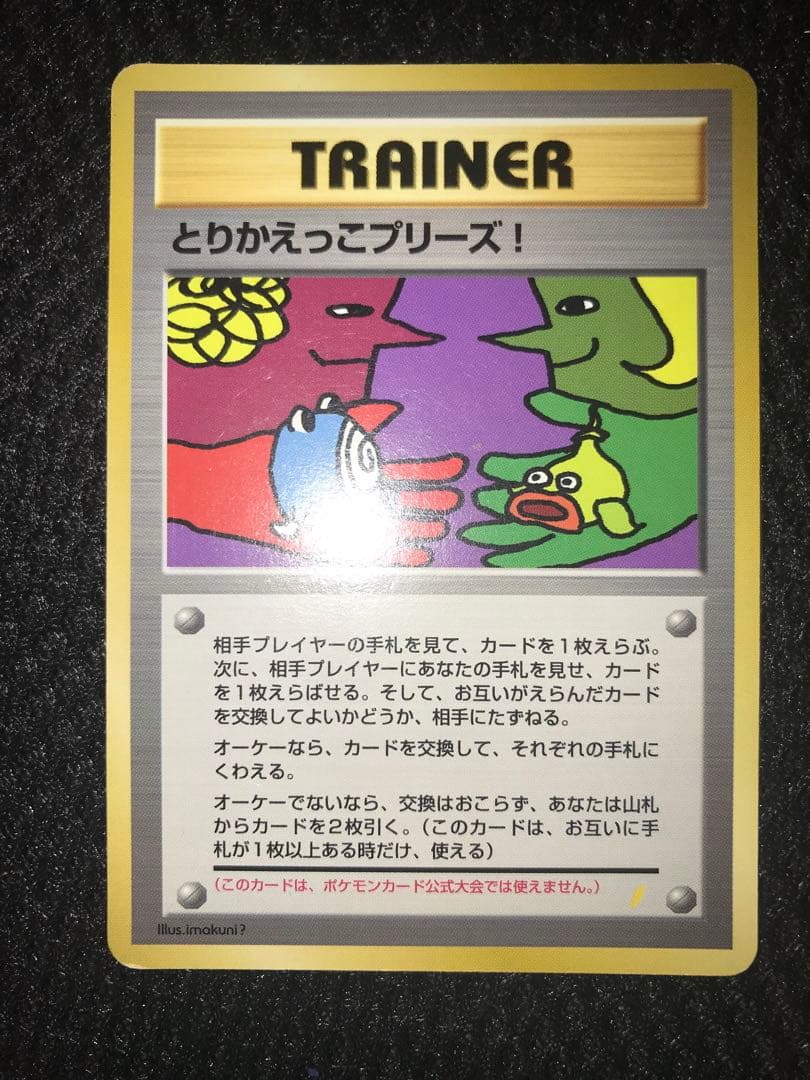 TRAINER
とりかえっこプリーズ！
相手プレイヤーの手札を見て、カードを1枚えらぶ。
次に、相手プレイヤーにあなたの手札を見せ、カード
を1枚えらばせる。そして、お互いがえらんだカード
を交換してよいかどうか、相手にたずねる。
オーケーなら、カードを交換して、それぞれの手札に
くわえる。
オーケーでないなら、交換はおこらず、あなたは山札
からカードを2枚引く。（このカードは、お互いに手
札が1枚以上ある時だけ、使える）
（このカードは、ポケモンカード公式大会では使えません。）
Illus.imakuni?